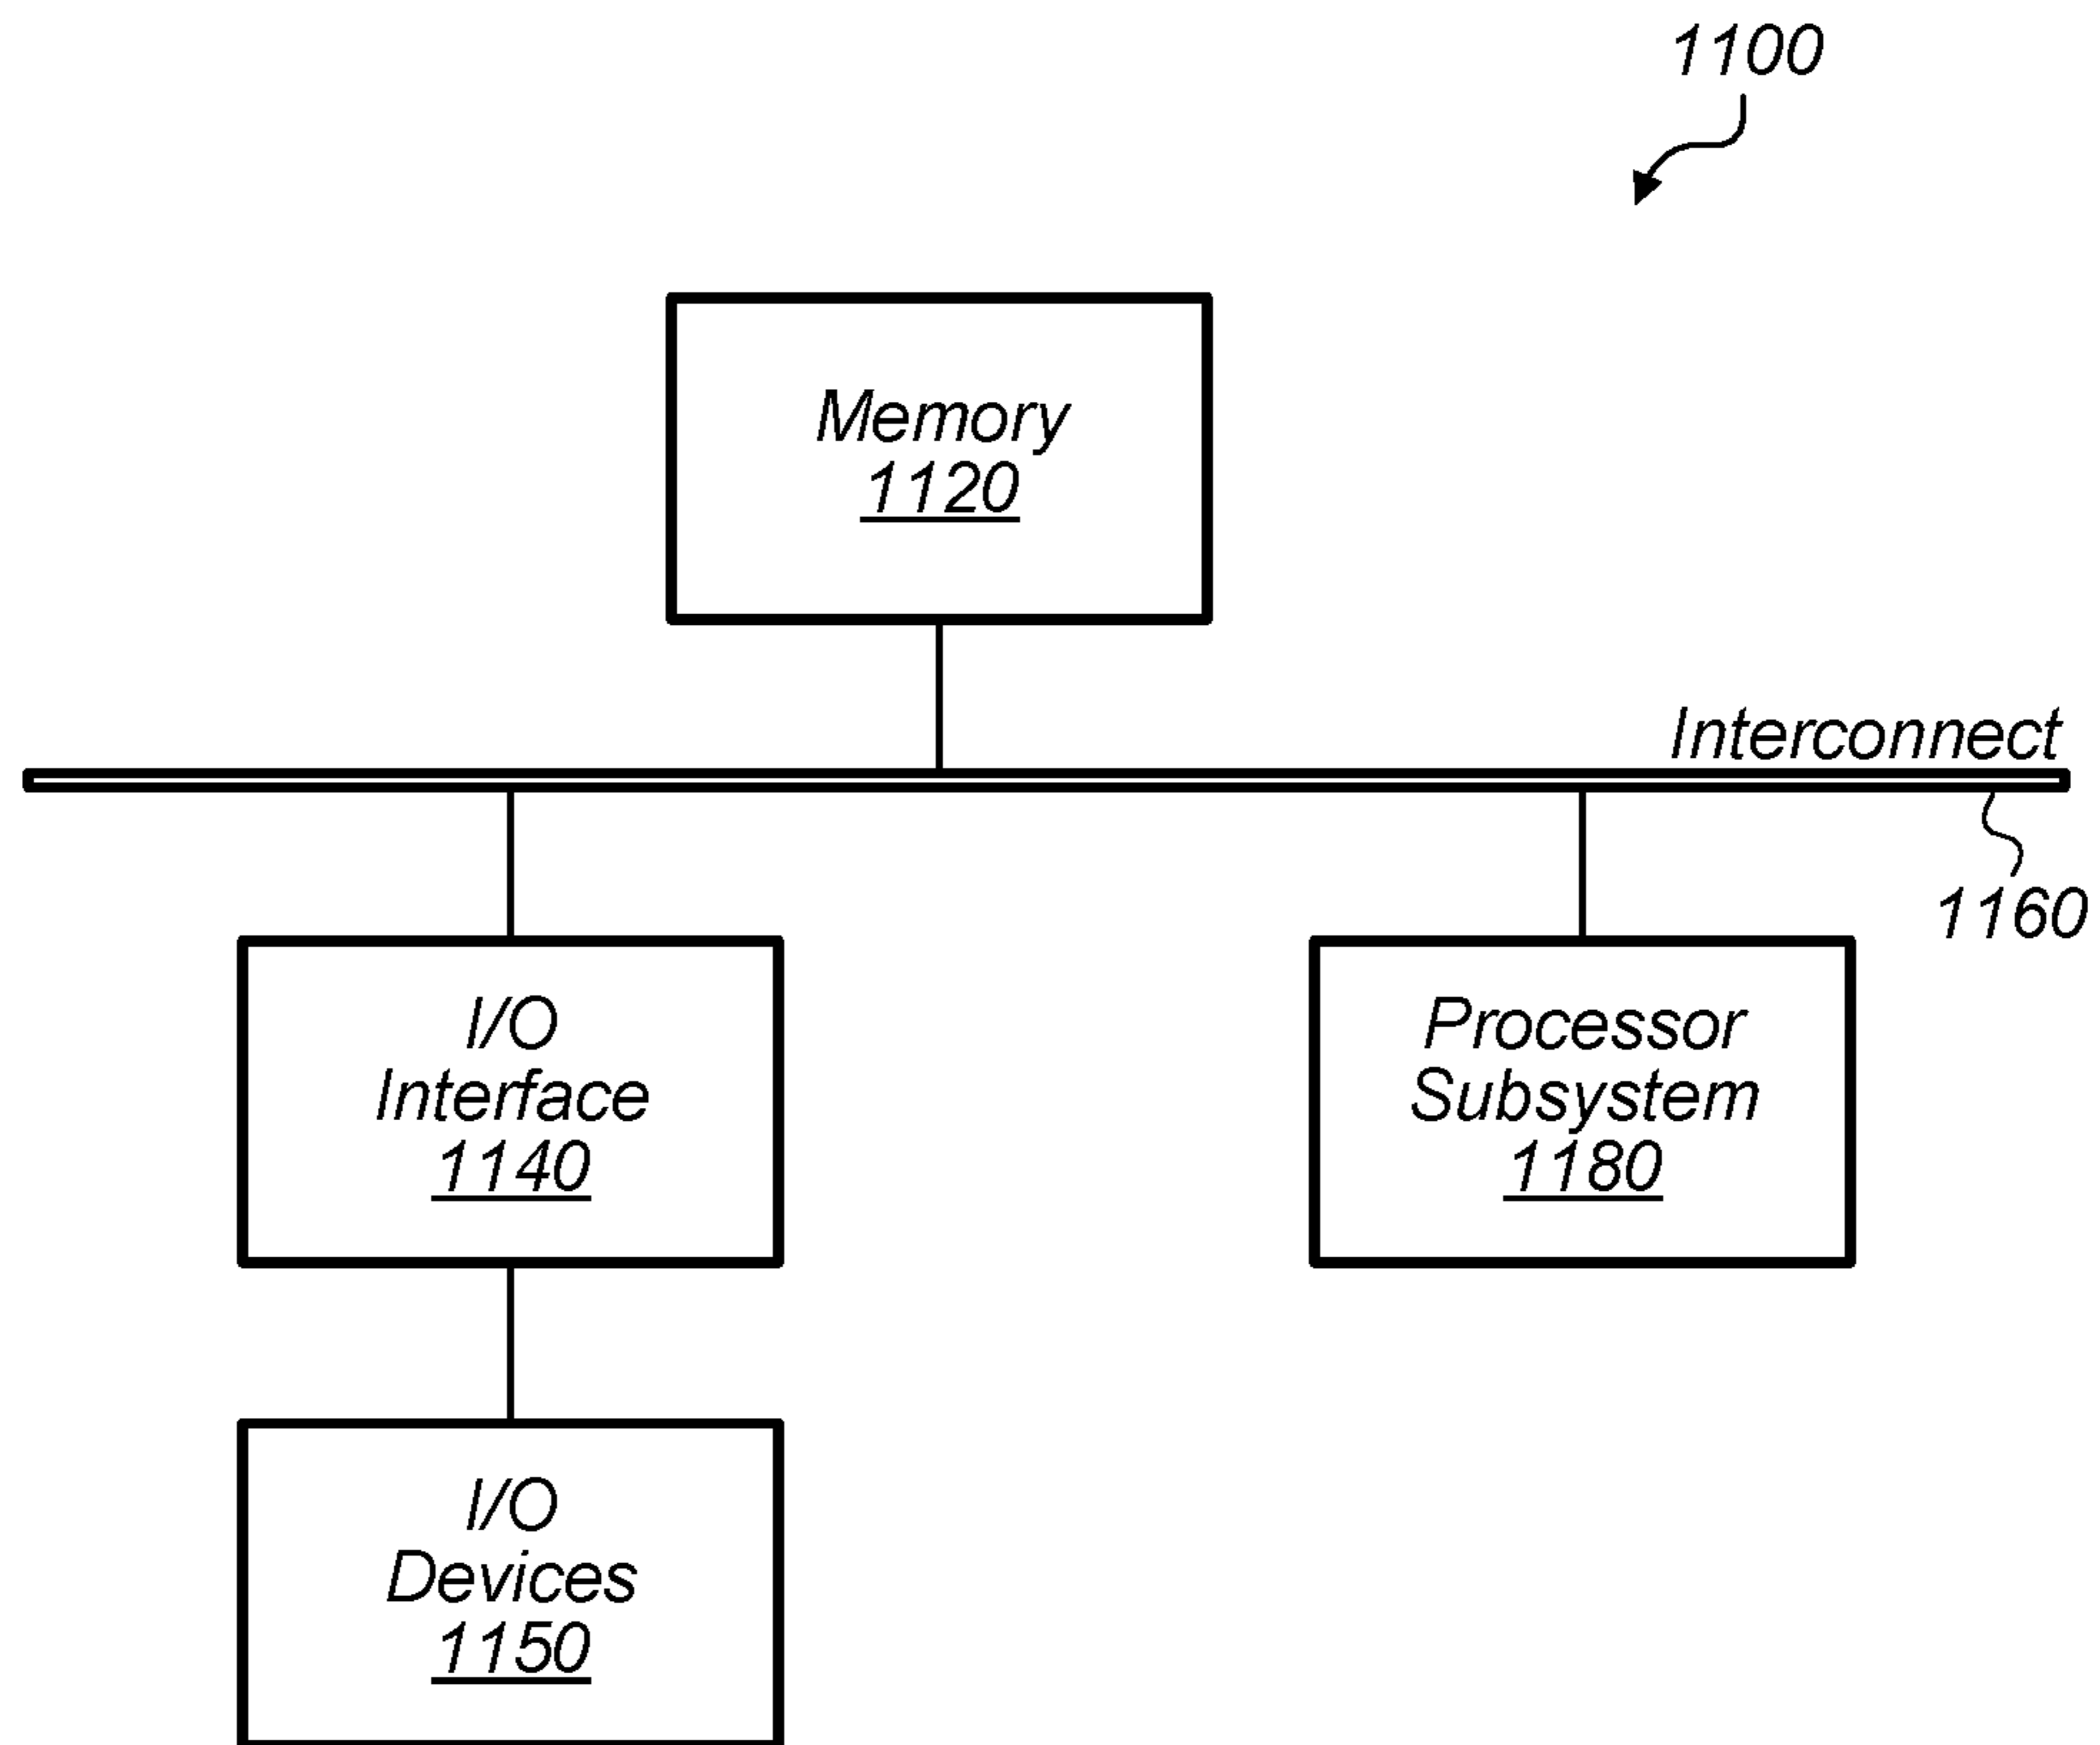 1100
Memory
1120
Interconnect
1160
I/O
Interface
1140
Processor
Subsystem
1180
I/O
Devices
1150